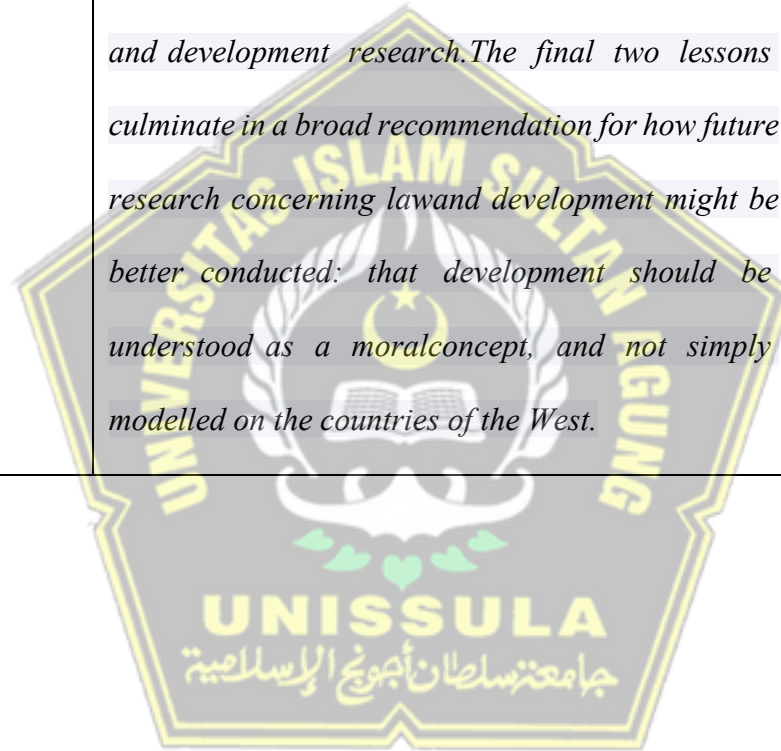 and development research.The final two lessons
culminate in a broad recommendation for how future
research concerning lawand development might be
better conducted: that development should be
understood as a moralconcept, and not simply
modelled on the countries of the West.
UNIVERSITAS ISLAM SULTAN AGUNG
UNISSULA
جامعة سلطان أجونج الإسلامية